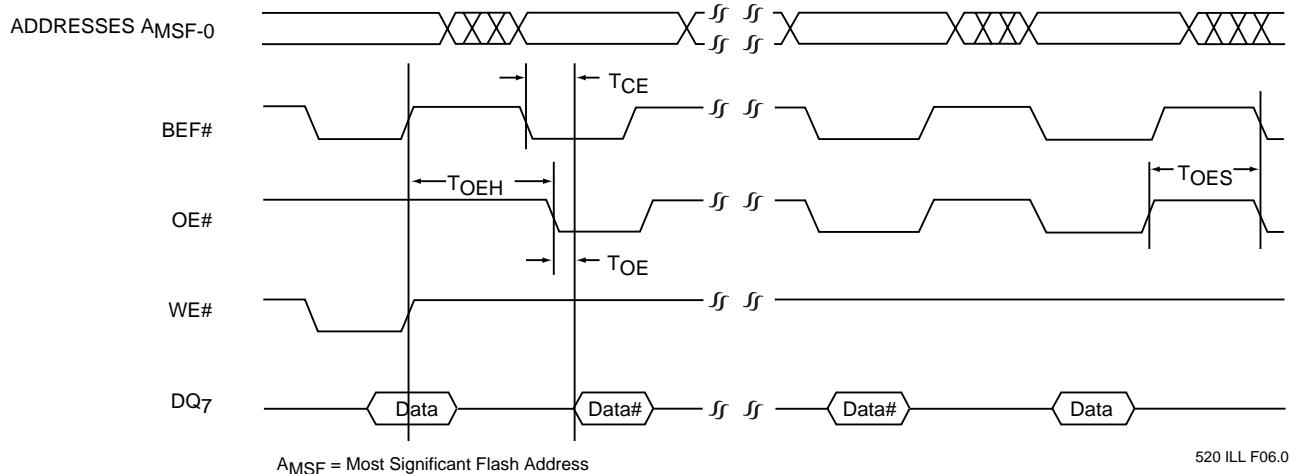 ADDRESSES AMSF-0
TCE
BEF#
TOEH
TOES
OE#
TOE
WE#
DQ7
Data
Data#
Data#
Data
AMSF = Most Significant Flash Address
520 ILL F06.0